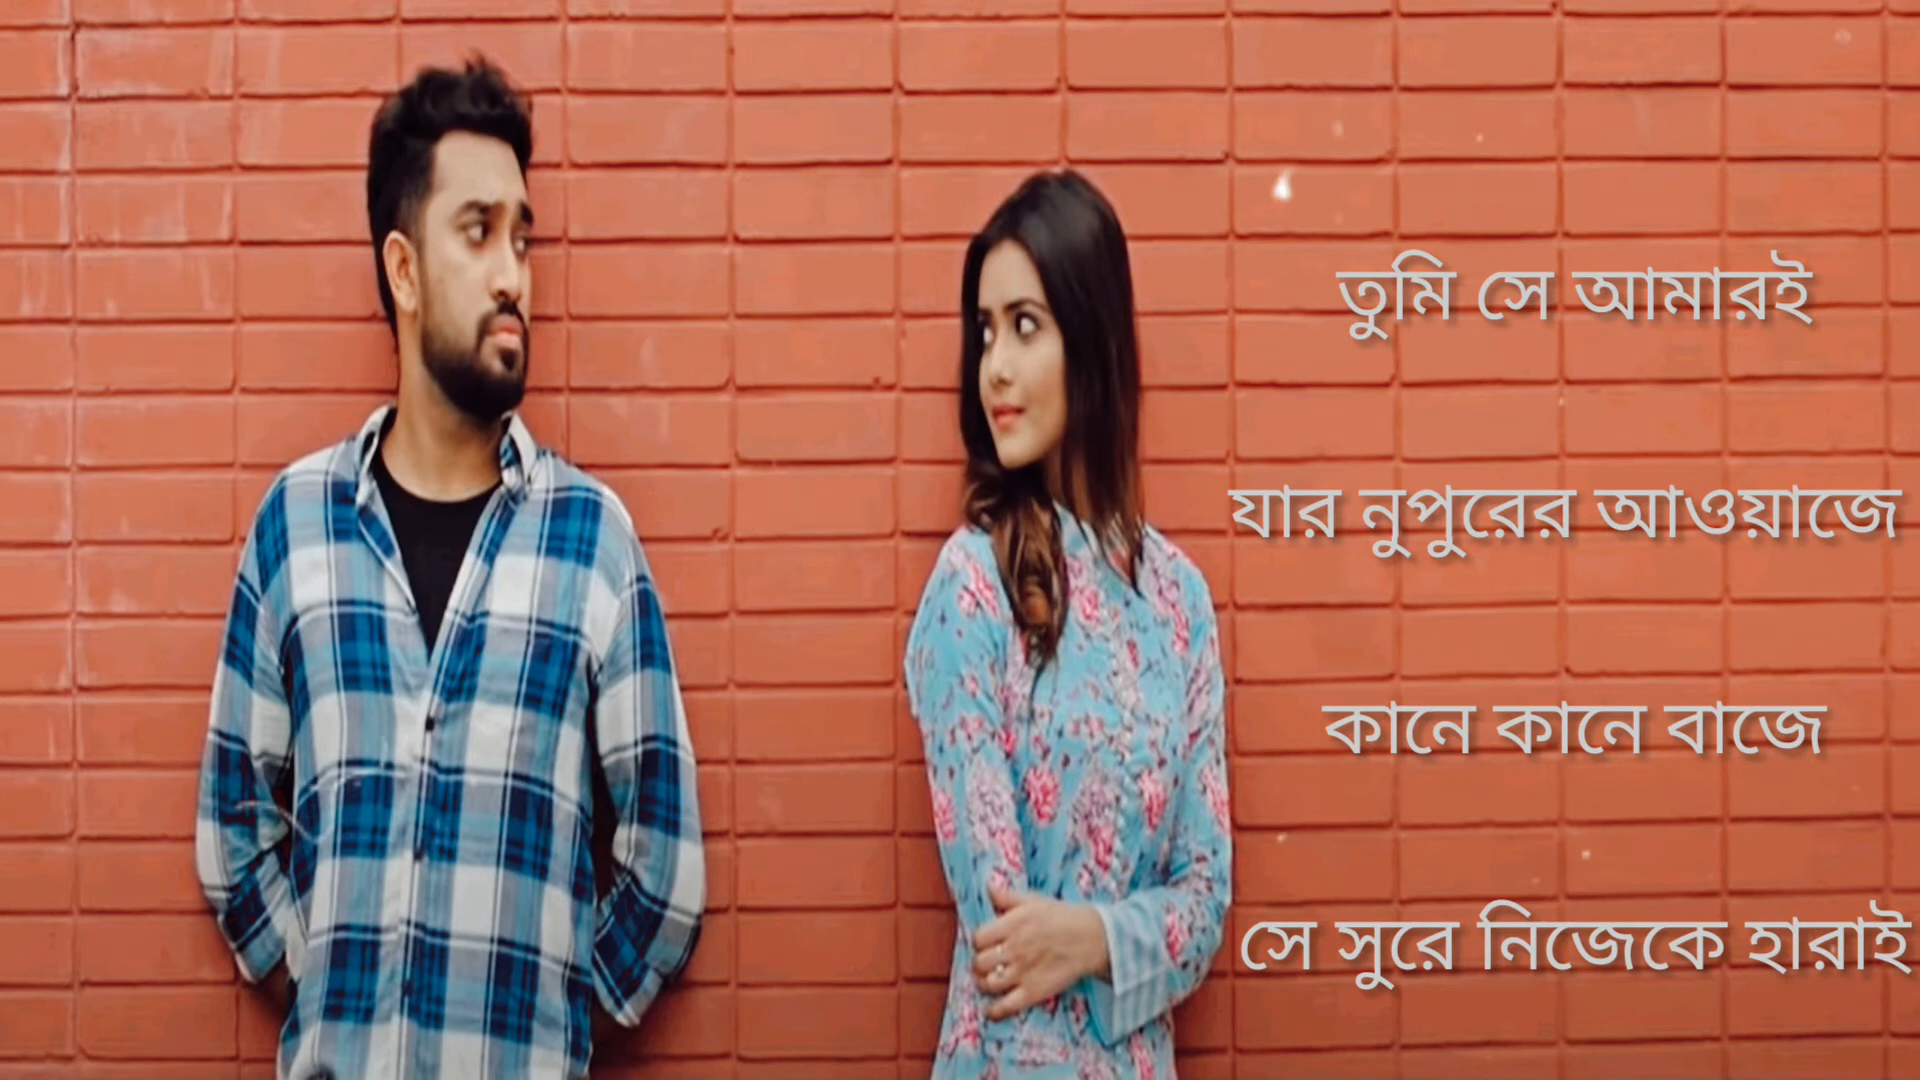 তুমি সে আমারই
যার নুপুরের আওয়াজে
কানে কানে বাজে
সে সুরে নিজেকে হারাই